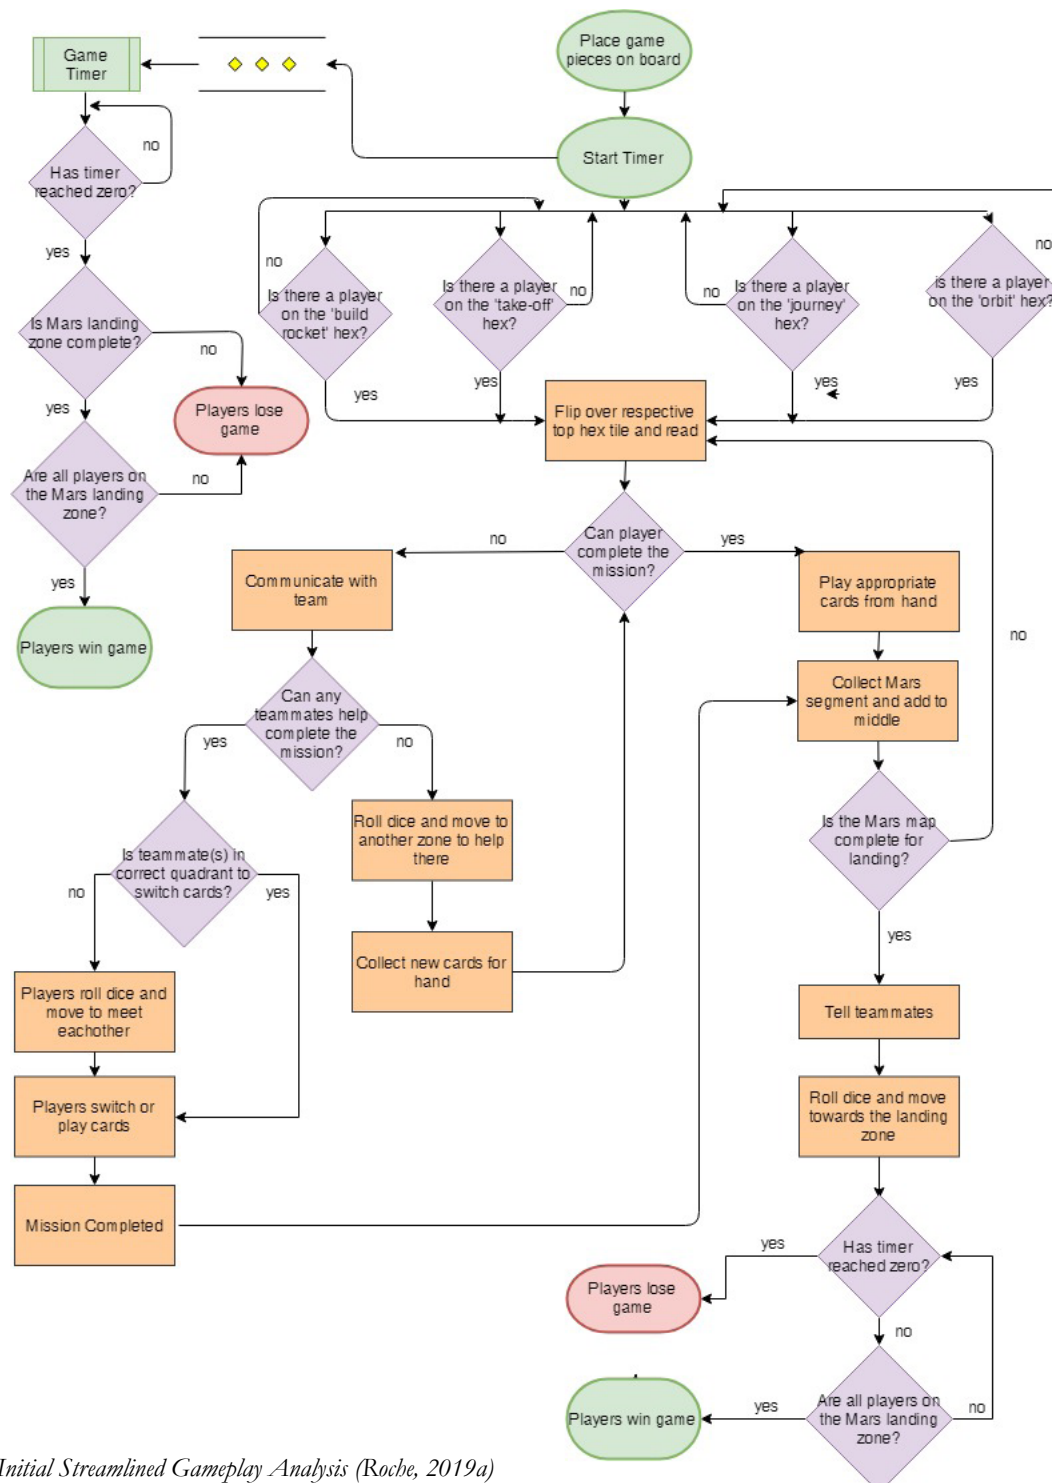 Place game
pieces on board
Game
Timer
Start Timer
no
Has timer
reached zero?
yes
Is Mars landing
zone complete?
no
yes
Players lose
game
Are all players on
the Mars landing
zone?
no
yes
Players win game
no
Is there a player
on the 'build
rocket' hex?
yes
Is there a player
on the 'take-off'
hex?
no
yes
Is there a player
on the 'journey'
hex?
no
yes
is there a player
on the 'orbit' hex?
no
yes
Flip over respective
top hex tile and read
Can player
complete the
mission?
no
yes
Communicate with
team
Play appropriate
cards from hand
no
Collect Mars
segment and add to
middle
Can any
teammates help
complete the
mission?
yes
no
Roll dice and move to
another zone to help
there
Is the Mars map
complete for
landing?
Is teammate(s) in
correct quadrant to
switch cards?
no
yes
Collect new cards for
hand
yes
Players roll dice and
move to meet
eachother
Tell teammates
Players switch or
play cards
Roll dice and move
towards the landing
zone
Mission Completed
Has timer
reached zero?
yes
Players lose
game
no
Are all players on
the Mars landing
zone?
yes
no
Players win game
Initial Streamlined Gameplay Analysis (Roche, 2019a)